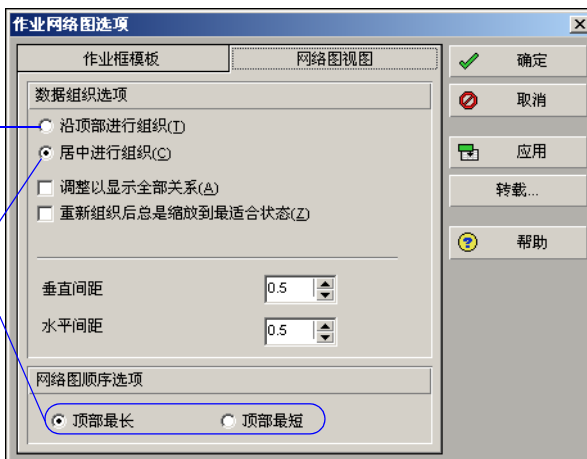 作业网络图选项
作业框模板
网络图视图
确定
数据组织选项
取消
沿顶部进行组织(T)
居中进行组织(C)
应用
调整以显示全部关系(A)
转载...
重新组织后总是缩放到最适合状态(Z)
帮助
垂直间距
0.5
水平间距
0.5
网络图顺序选项
顶部最长
顶部最短